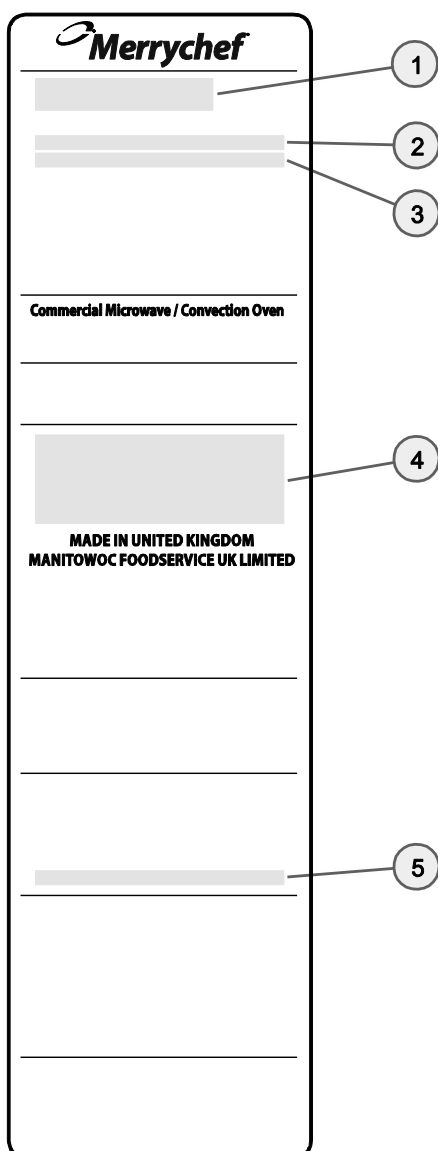 Merrychef
1
2
3
Commercial Microwave / Convection Oven
4
MADE IN UNITED KINGDOM
MANITOWOC FOODSERVICE UK LIMITED
5